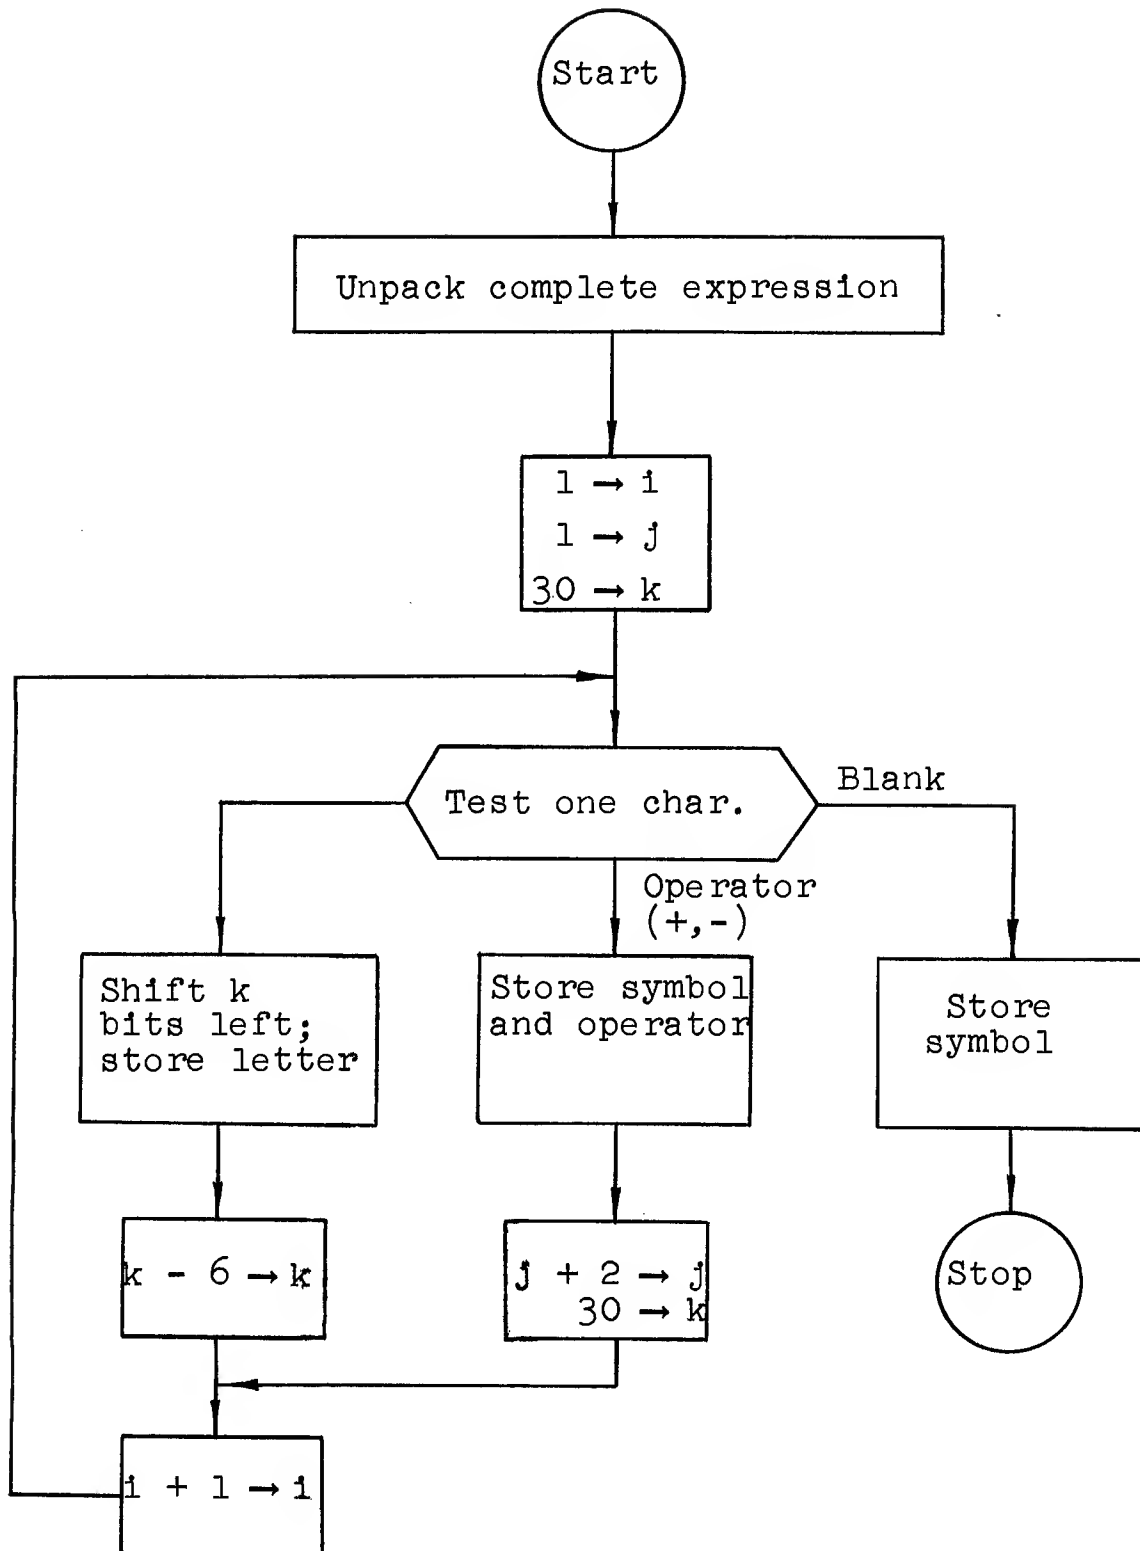 Start
Unpack complete expression
1 → i
1 → j
30 → k
Test one char.
Blank
Operator
(+,-)
Shift k
bits left;
store letter
Store symbol
and operator
Store
symbol
k - 6 → k
j + 2 → j
30 → k
Stop
i + 1 → i